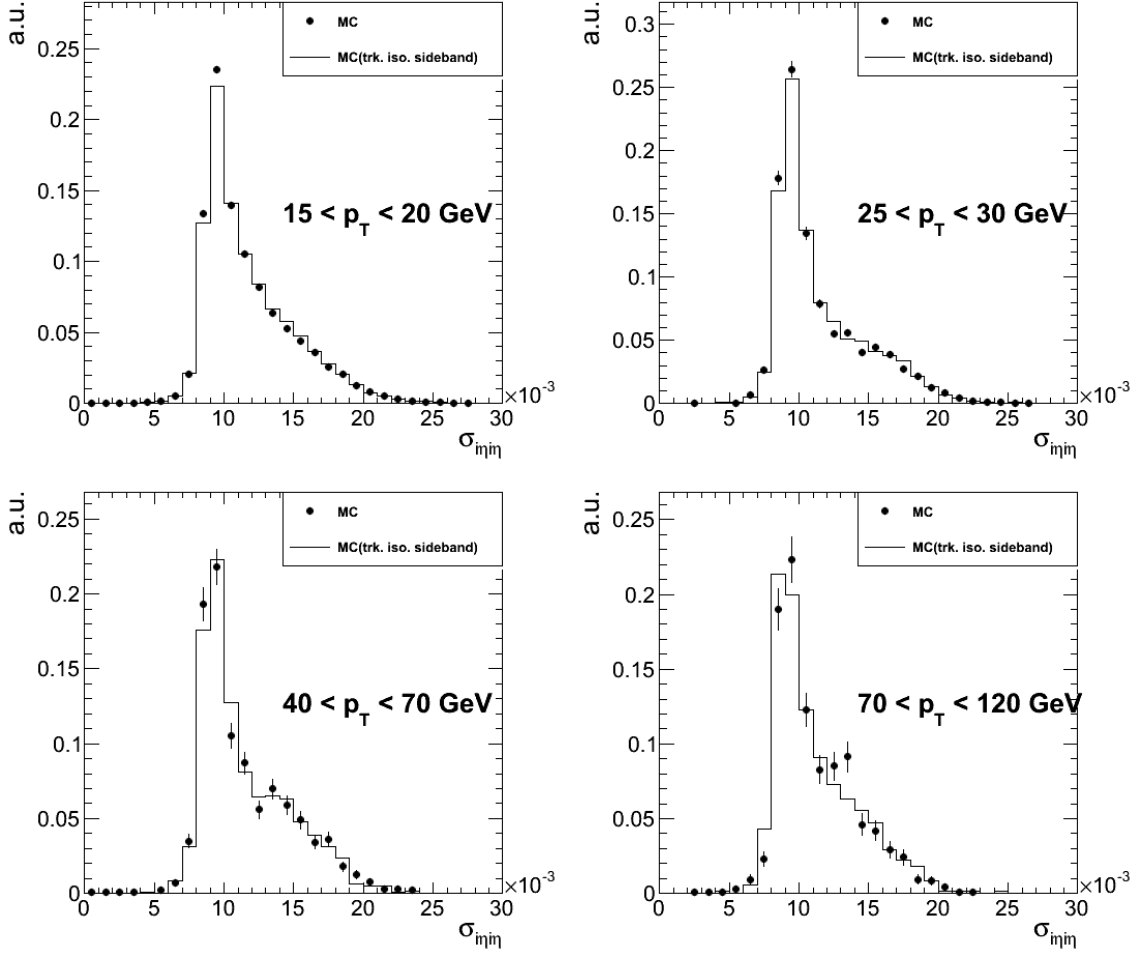 a.u.
MC
MC(trk. iso. sideband)
0.25
0.2
0.15
0.1
0.05
0
15 < p_T < 20 GeV
0 5 10 15 20 25 30
×10⁻³
σ_iηiη
a.u.
MC
MC(trk. iso. sideband)
0.3
0.25
0.2
0.15
0.1
0.05
0
25 < p_T < 30 GeV
0 5 10 15 20 25 30
×10⁻³
σ_iηiη
a.u.
MC
MC(trk. iso. sideband)
0.25
0.2
0.15
0.1
0.05
0
40 < p_T < 70 GeV
0 5 10 15 20 25 30
×10⁻³
σ_iηiη
a.u.
MC
MC(trk. iso. sideband)
0.25
0.2
0.15
0.1
0.05
0
70 < p_T < 120 GeV
0 5 10 15 20 25 30
×10⁻³
σ_iηiη